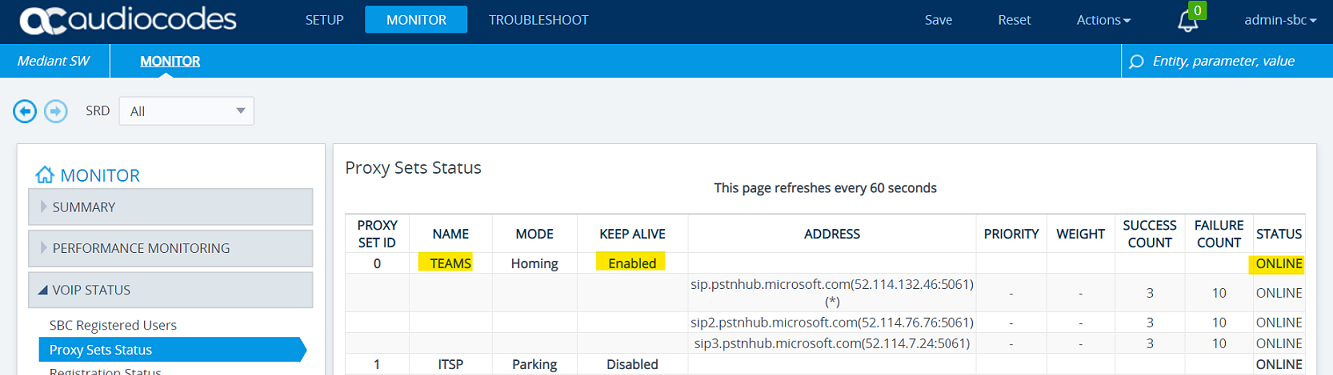 audiocodes SETUP MONITOR TROUBLESHOOT Save Reset Actions 0 admin-sbc
Mediant SW MONITOR Entity, parameter, value
SRD All
MONITOR
SUMMARY
PERFORMANCE MONITORING
VOIP STATUS
SBC Registered Users
Proxy Sets Status
Registration Status
Proxy Sets Status
This page refreshes every 60 seconds
PROXY SET ID NAME MODE KEEP ALIVE ADDRESS PRIORITY WEIGHT SUCCESS COUNT FAILURE COUNT STATUS
0 TEAMS Homing Enabled ONLINE
sip.pstnhub.microsoft.com(52.114.132.46:5061) (*) - - 3 10 ONLINE
sip2.pstnhub.microsoft.com(52.114.76.76:5061) - - 3 10 ONLINE
sip3.pstnhub.microsoft.com(52.114.7.24:5061) - - 3 10 ONLINE
1 ITSP Parking Disabled ONLINE